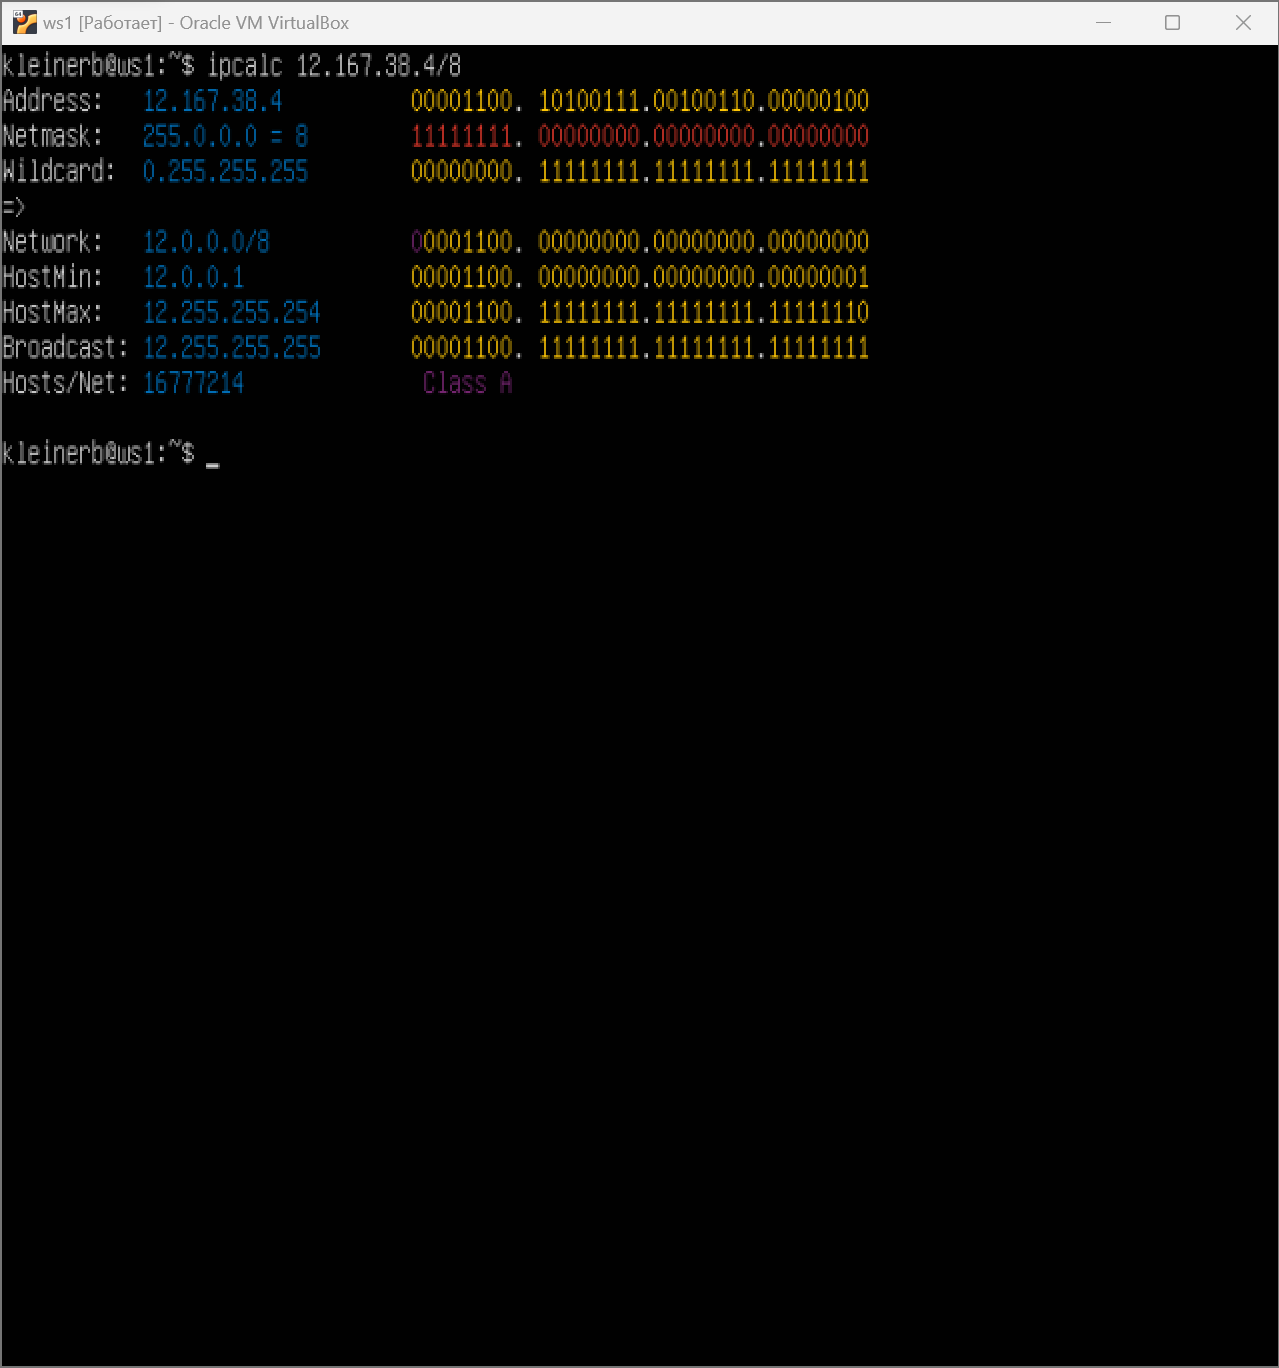 ws1 [Работает] - Oracle VM VirtualBox
kleinerb@ws1:~$ ipcalc 12.167.38.4/8
Address:   12.167.38.4          00001100. 10100111.00100110.00000100
Netmask:   255.0.0.0 = 8        11111111. 00000000.00000000.00000000
Wildcard:  0.255.255.255        00000000. 11111111.11111111.11111111
=>
Network:   12.0.0.0/8           00001100. 00000000.00000000.00000000
HostMin:   12.0.0.1             00001100. 00000000.00000000.00000001
HostMax:   12.255.255.254       00001100. 11111111.11111111.11111110
Broadcast: 12.255.255.255       00001100. 11111111.11111111.11111111
Hosts/Net: 16777214              Class A
kleinerb@ws1:~$ _